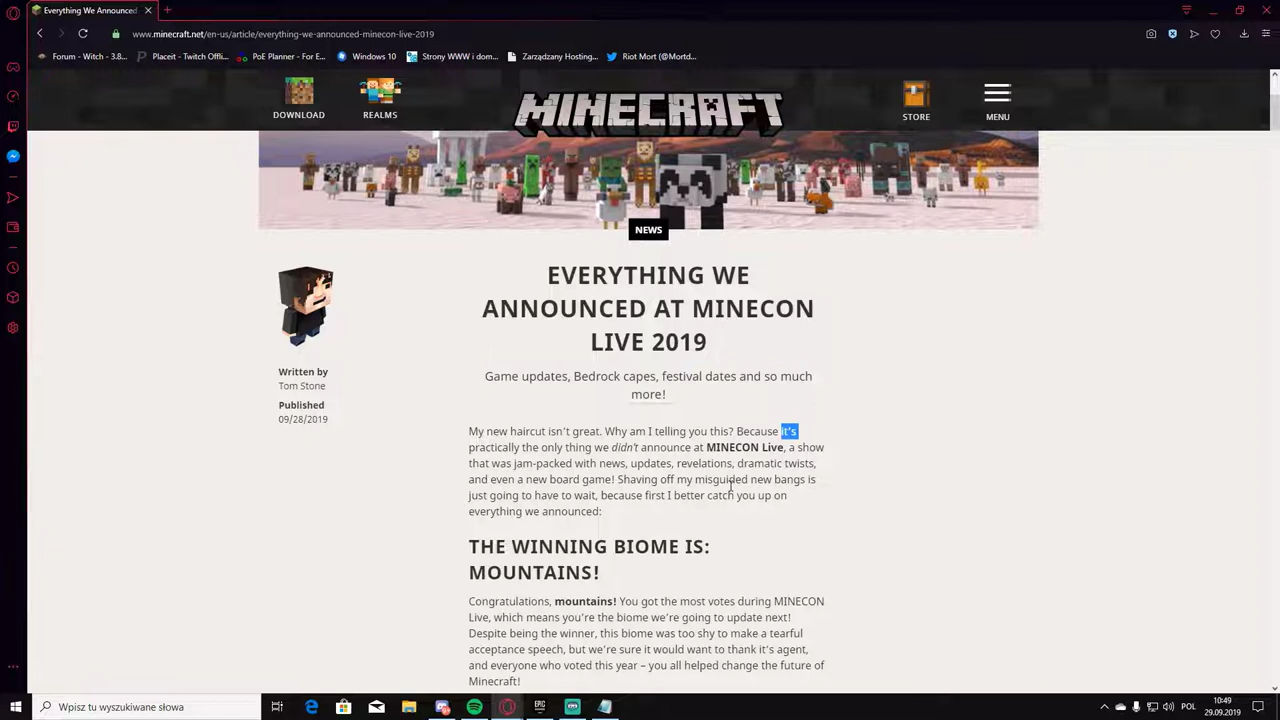 Everything We Announced
www.minecraft.net/en-us/article/everything-we-announced-minecon-live-2019
Forum - Witch - 3.8...
Placeit - Twitch Offli...
PoE Planner - For E...
Windows 10
Strony WWW i dom...
Zarządzany Hosting...
Riot Mort (@Mortd...
DOWNLOAD
REALMS
MINECRAFT
STORE
MENU
NEWS
EVERYTHING WE
ANNOUNCED AT MINECON
LIVE 2019
Game updates, Bedrock capes, festival dates and so much
more!
Written by
Tom Stone
Published
09/28/2019
My new haircut isn't great. Why am I telling you this? Because it's
practically the only thing we didn't announce at MINECON Live, a show
that was jam-packed with news, updates, revelations, dramatic twists,
and even a new board game! Shaving off my misguided new bangs is
just going to have to wait, because first I better catch you up on
everything we announced:
THE WINNING BIOME IS:
MOUNTAINS!
Congratulations, mountains! You got the most votes during MINECON
Live, which means you're the biome we're going to update next!
Despite being the winner, this biome was too shy to make a tearful
acceptance speech, but we're sure it would want to thank it's agent,
and everyone who voted this year – you all helped change the future of
Minecraft!
Wpisz tu wyszukiwane słowa
EPIC
POL
10:49
29.09.2019